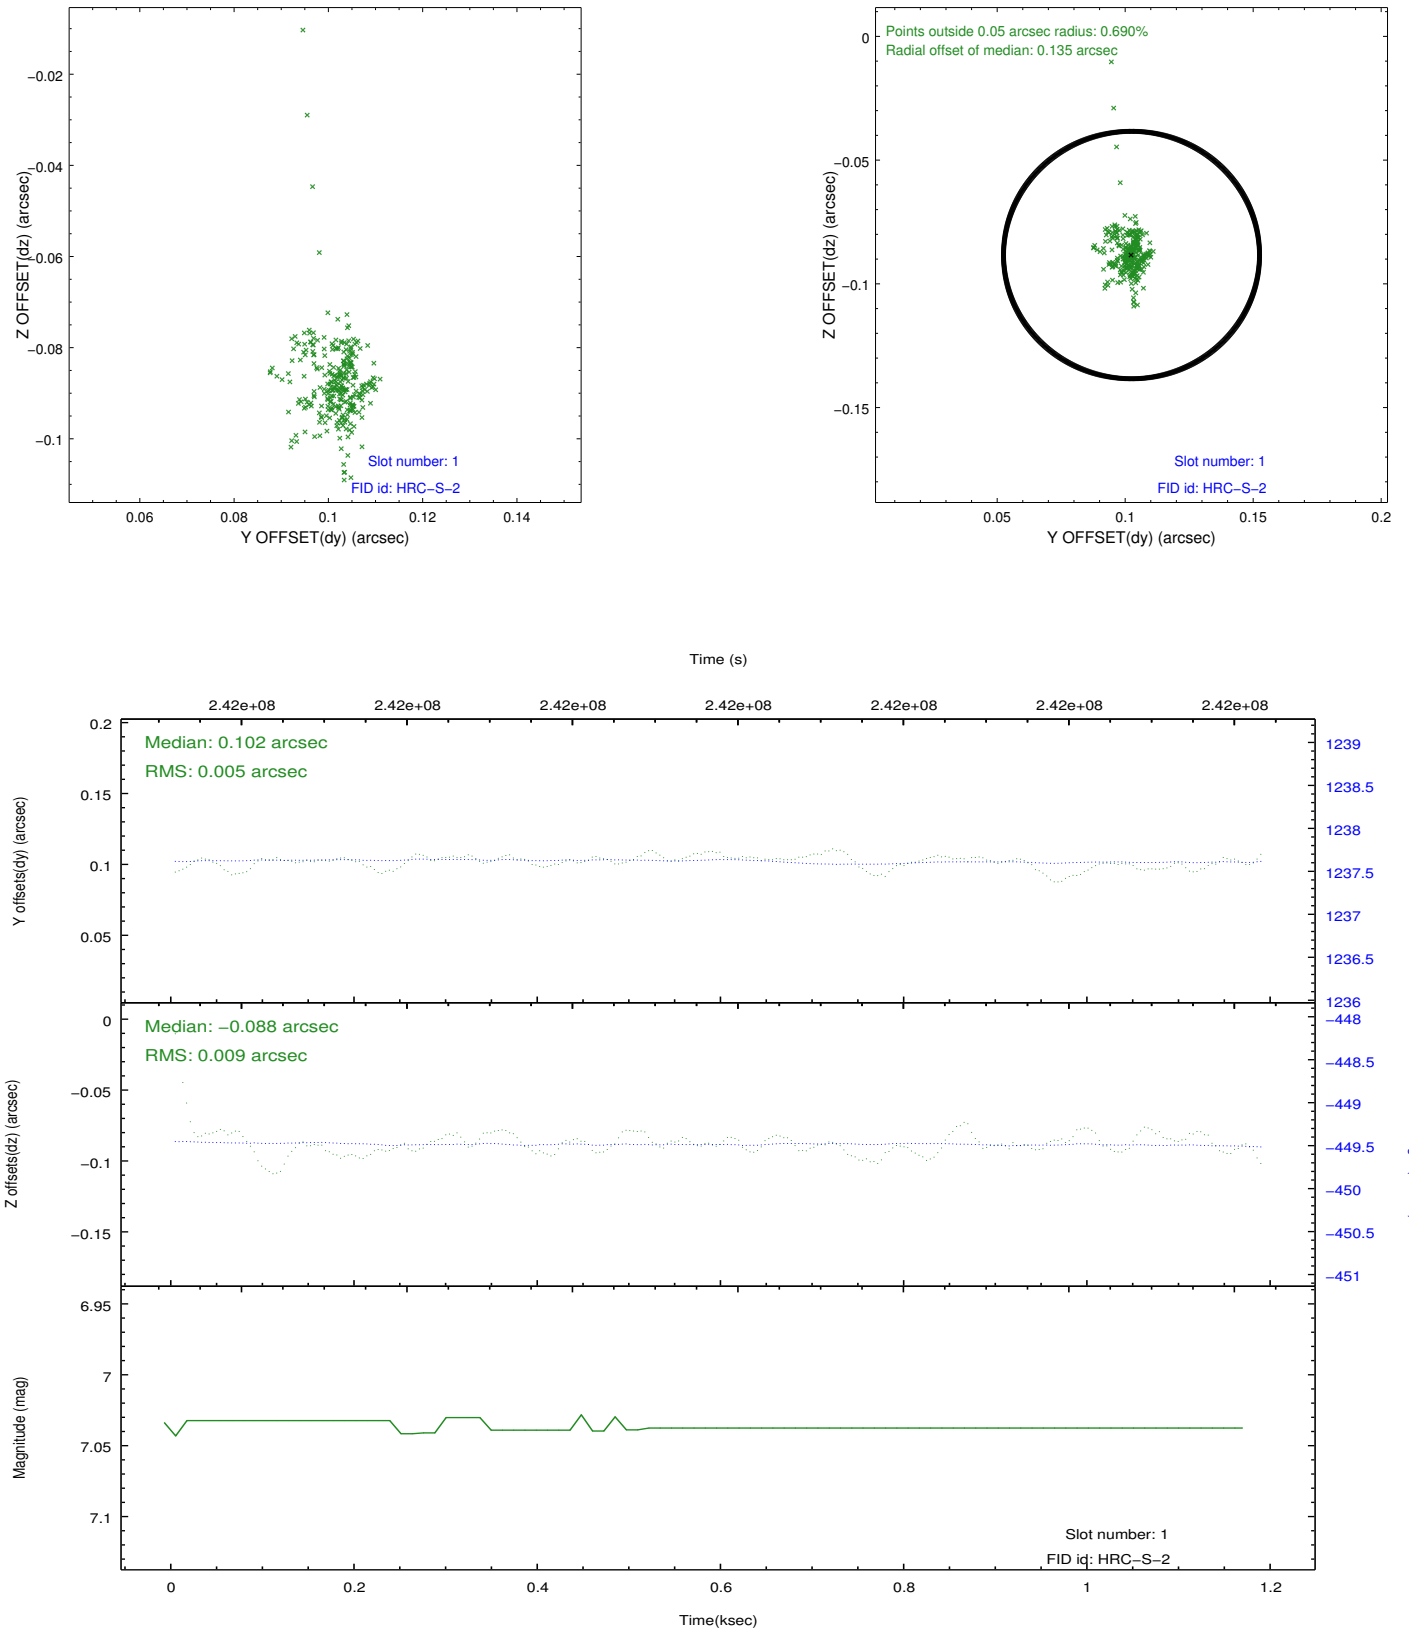 −0.02
−0.04
−0.06
−0.08
−0.1
Z OFFSET(dz) (arcsec)
Slot number: 1
FID id: HRC−S−2
0.06 0.08 0.1 0.12 0.14
Y OFFSET(dy) (arcsec)
Points outside 0.05 arcsec radius: 0.690%
Radial offset of median: 0.135 arcsec
0
−0.05
−0.1
−0.15
Z OFFSET(dz) (arcsec)
Slot number: 1
FID id: HRC−S−2
0.05 0.1 0.15 0.2
Y OFFSET(dy) (arcsec)
Time (s)
2.42e+08 2.42e+08 2.42e+08 2.42e+08 2.42e+08 2.42e+08 2.42e+08
Median: 0.102 arcsec
RMS: 0.005 arcsec
0.2
0.15
0.1
0.05
Y offsets(dy) (arcsec)
1239
1238.5
1238
1237.5
1237
1236.5
1236
Median: −0.088 arcsec
RMS: 0.009 arcsec
0
−0.05
−0.1
−0.15
Z offsets(dz) (arcsec)
−448
−448.5
−449
−449.5
−450
−450.5
−451
6.95
7
7.05
7.1
Magnitude (mag)
Slot number: 1
FID id: HRC−S−2
0 0.2 0.4 0.6 0.8 1 1.2
Time(ksec)